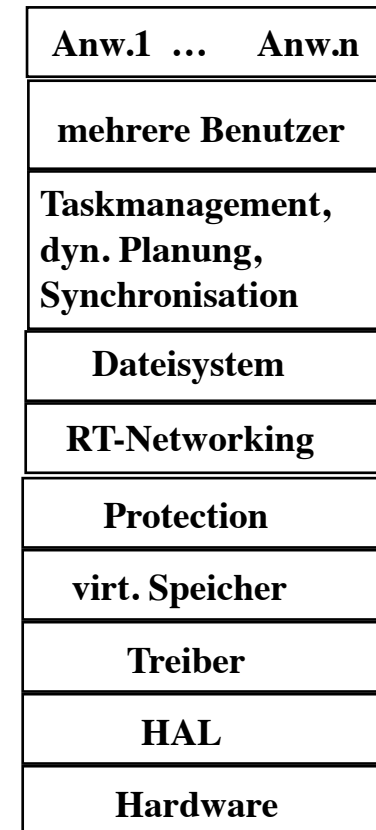 Anw.1 … Anw.n
mehrere Benutzer
Taskmanagement,
dyn. Planung,
Synchronisation
Dateisystem
RT-Networking
Protection
virt. Speicher
Treiber
HAL
Hardware